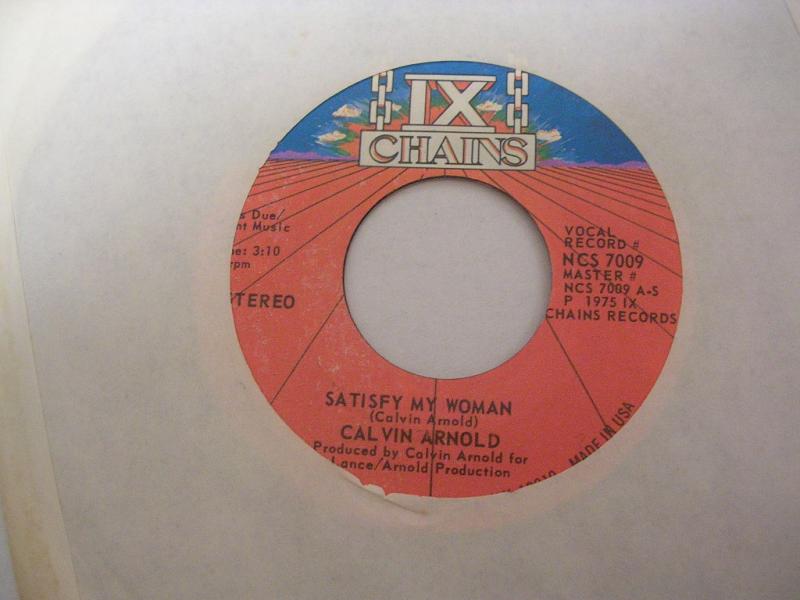 IX
CHAINS
s Due/
nt Music
e: 3:10
rpm
STEREO
VOCAL
RECORD #
NCS 7009
MASTER #
NCS 7009 A-S
P 1975 IX
CHAINS RECORDS
SATISFY MY WOMAN
(Calvin Arnold)
CALVIN ARNOLD
Produced by Calvin Arnold for
Lance/Arnold Production
MADE IN USA